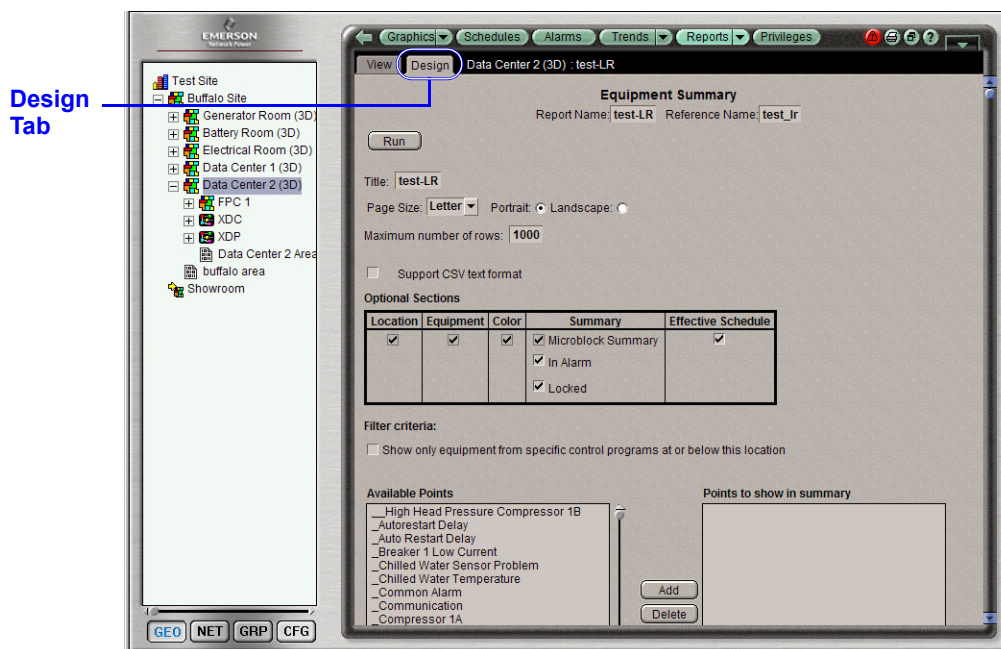 Design
Tab
EMERSON
Network Power
Test Site
Buffalo Site
Generator Room (3D)
Battery Room (3D)
Electrical Room (3D)
Data Center 1 (3D)
Data Center 2 (3D)
FPC 1
XDC
XDP
Data Center 2 Area
buffalo area
Showroom
GEO NET GRP CFG
Graphics Schedules Alarms Trends Reports Privileges ?
View Design Data Center 2 (3D) : test-LR
Equipment Summary
Report Name: test-LR Reference Name: test_lr
Run
Title: test-LR
Page Size: Letter Portrait: Landscape:
Maximum number of rows: 1000
Support CSV text format
Optional Sections
Location Equipment Color Summary Effective Schedule
Microblock Summary
In Alarm
Locked
Filter criteria:
Show only equipment from specific control programs at or below this location
Available Points Points to show in summary
__High Head Pressure Compressor 1B
_Autorestart Delay
_Auto Restart Delay
_Breaker 1 Low Current
_Chilled Water Sensor Problem
_Chilled Water Temperature
_Common Alarm
_Communication
_Compressor 1A
Add
Delete